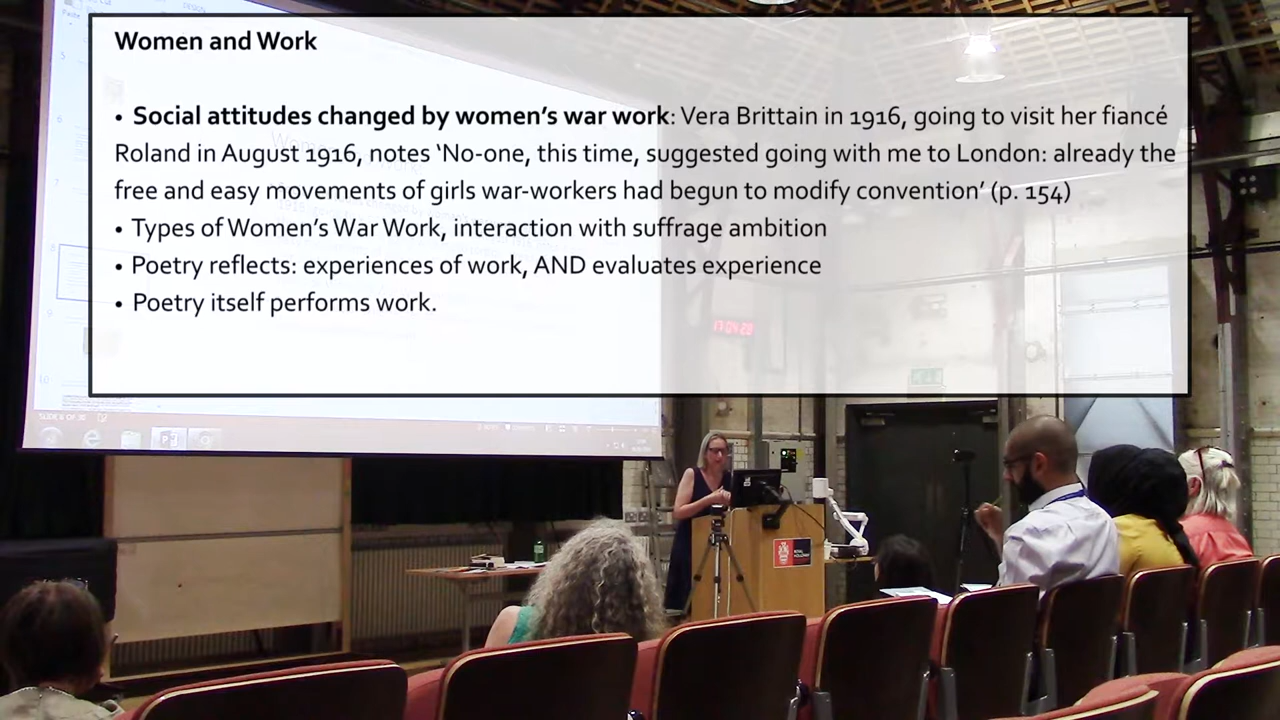 Women and Work
• Social attitudes changed by women's war work: Vera Brittain in 1916, going to visit her fiancé
Roland in August 1916, notes 'No-one, this time, suggested going with me to London: already the
free and easy movements of girls war-workers had begun to modify convention' (p. 154)
• Types of Women's War Work, interaction with suffrage ambition
• Poetry reflects: experiences of work, AND evaluates experience
• Poetry itself performs work.
ROYAL
HOLLOWAY